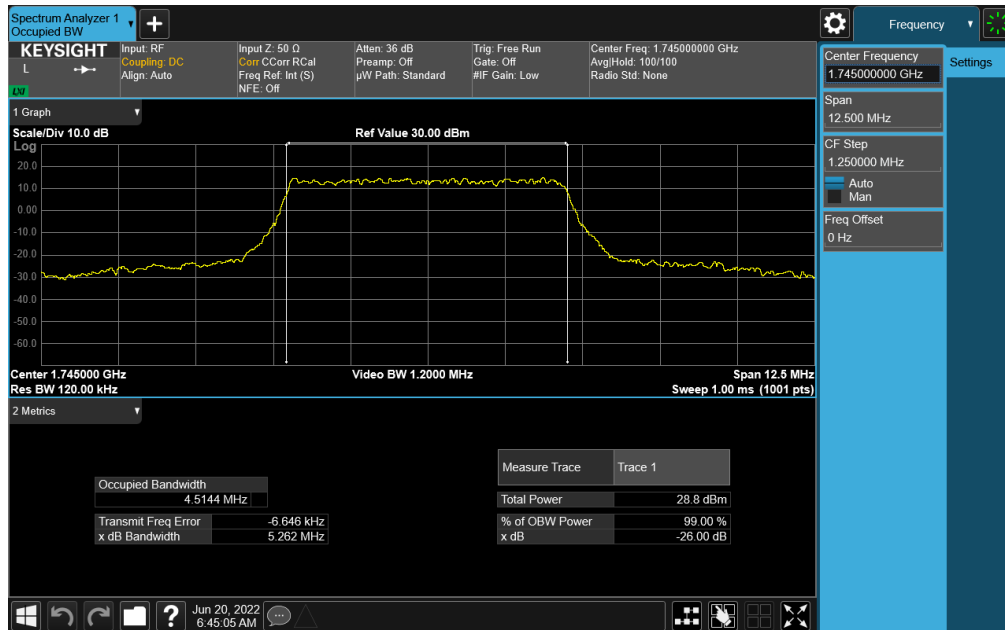 Spectrum Analyzer 1
Occupied BW
Frequency
KEYSIGHT
L
LXI
Input: RF
Coupling: DC
Align: Auto
Input Z: 50 Ω
Corr CCorr RCal
Freq Ref: Int (S)
NFE: Off
Atten: 36 dB
Preamp: Off
µW Path: Standard
Trig: Free Run
Gate: Off
#IF Gain: Low
Center Freq: 1.745000000 GHz
Avg|Hold: 100/100
Radio Std: None
Center Frequency
1.745000000 GHz
Settings
Span
12.500 MHz
CF Step
1.250000 MHz
Auto
Man
Freq Offset
0 Hz
1 Graph
Scale/Div 10.0 dB
Ref Value 30.00 dBm
Log
20.0
10.0
0.00
-10.0
-20.0
-30.0
-40.0
-50.0
-60.0
Center 1.745000 GHz
Video BW 1.2000 MHz
Span 12.5 MHz
Res BW 120.00 kHz
Sweep 1.00 ms (1001 pts)
2 Metrics
Occupied Bandwidth
4.5144 MHz
Transmit Freq Error -6.646 kHz
x dB Bandwidth 5.262 MHz
Measure Trace Trace 1
Total Power 28.8 dBm
% of OBW Power 99.00 %
x dB -26.00 dB
Jun 20, 2022
6:45:05 AM